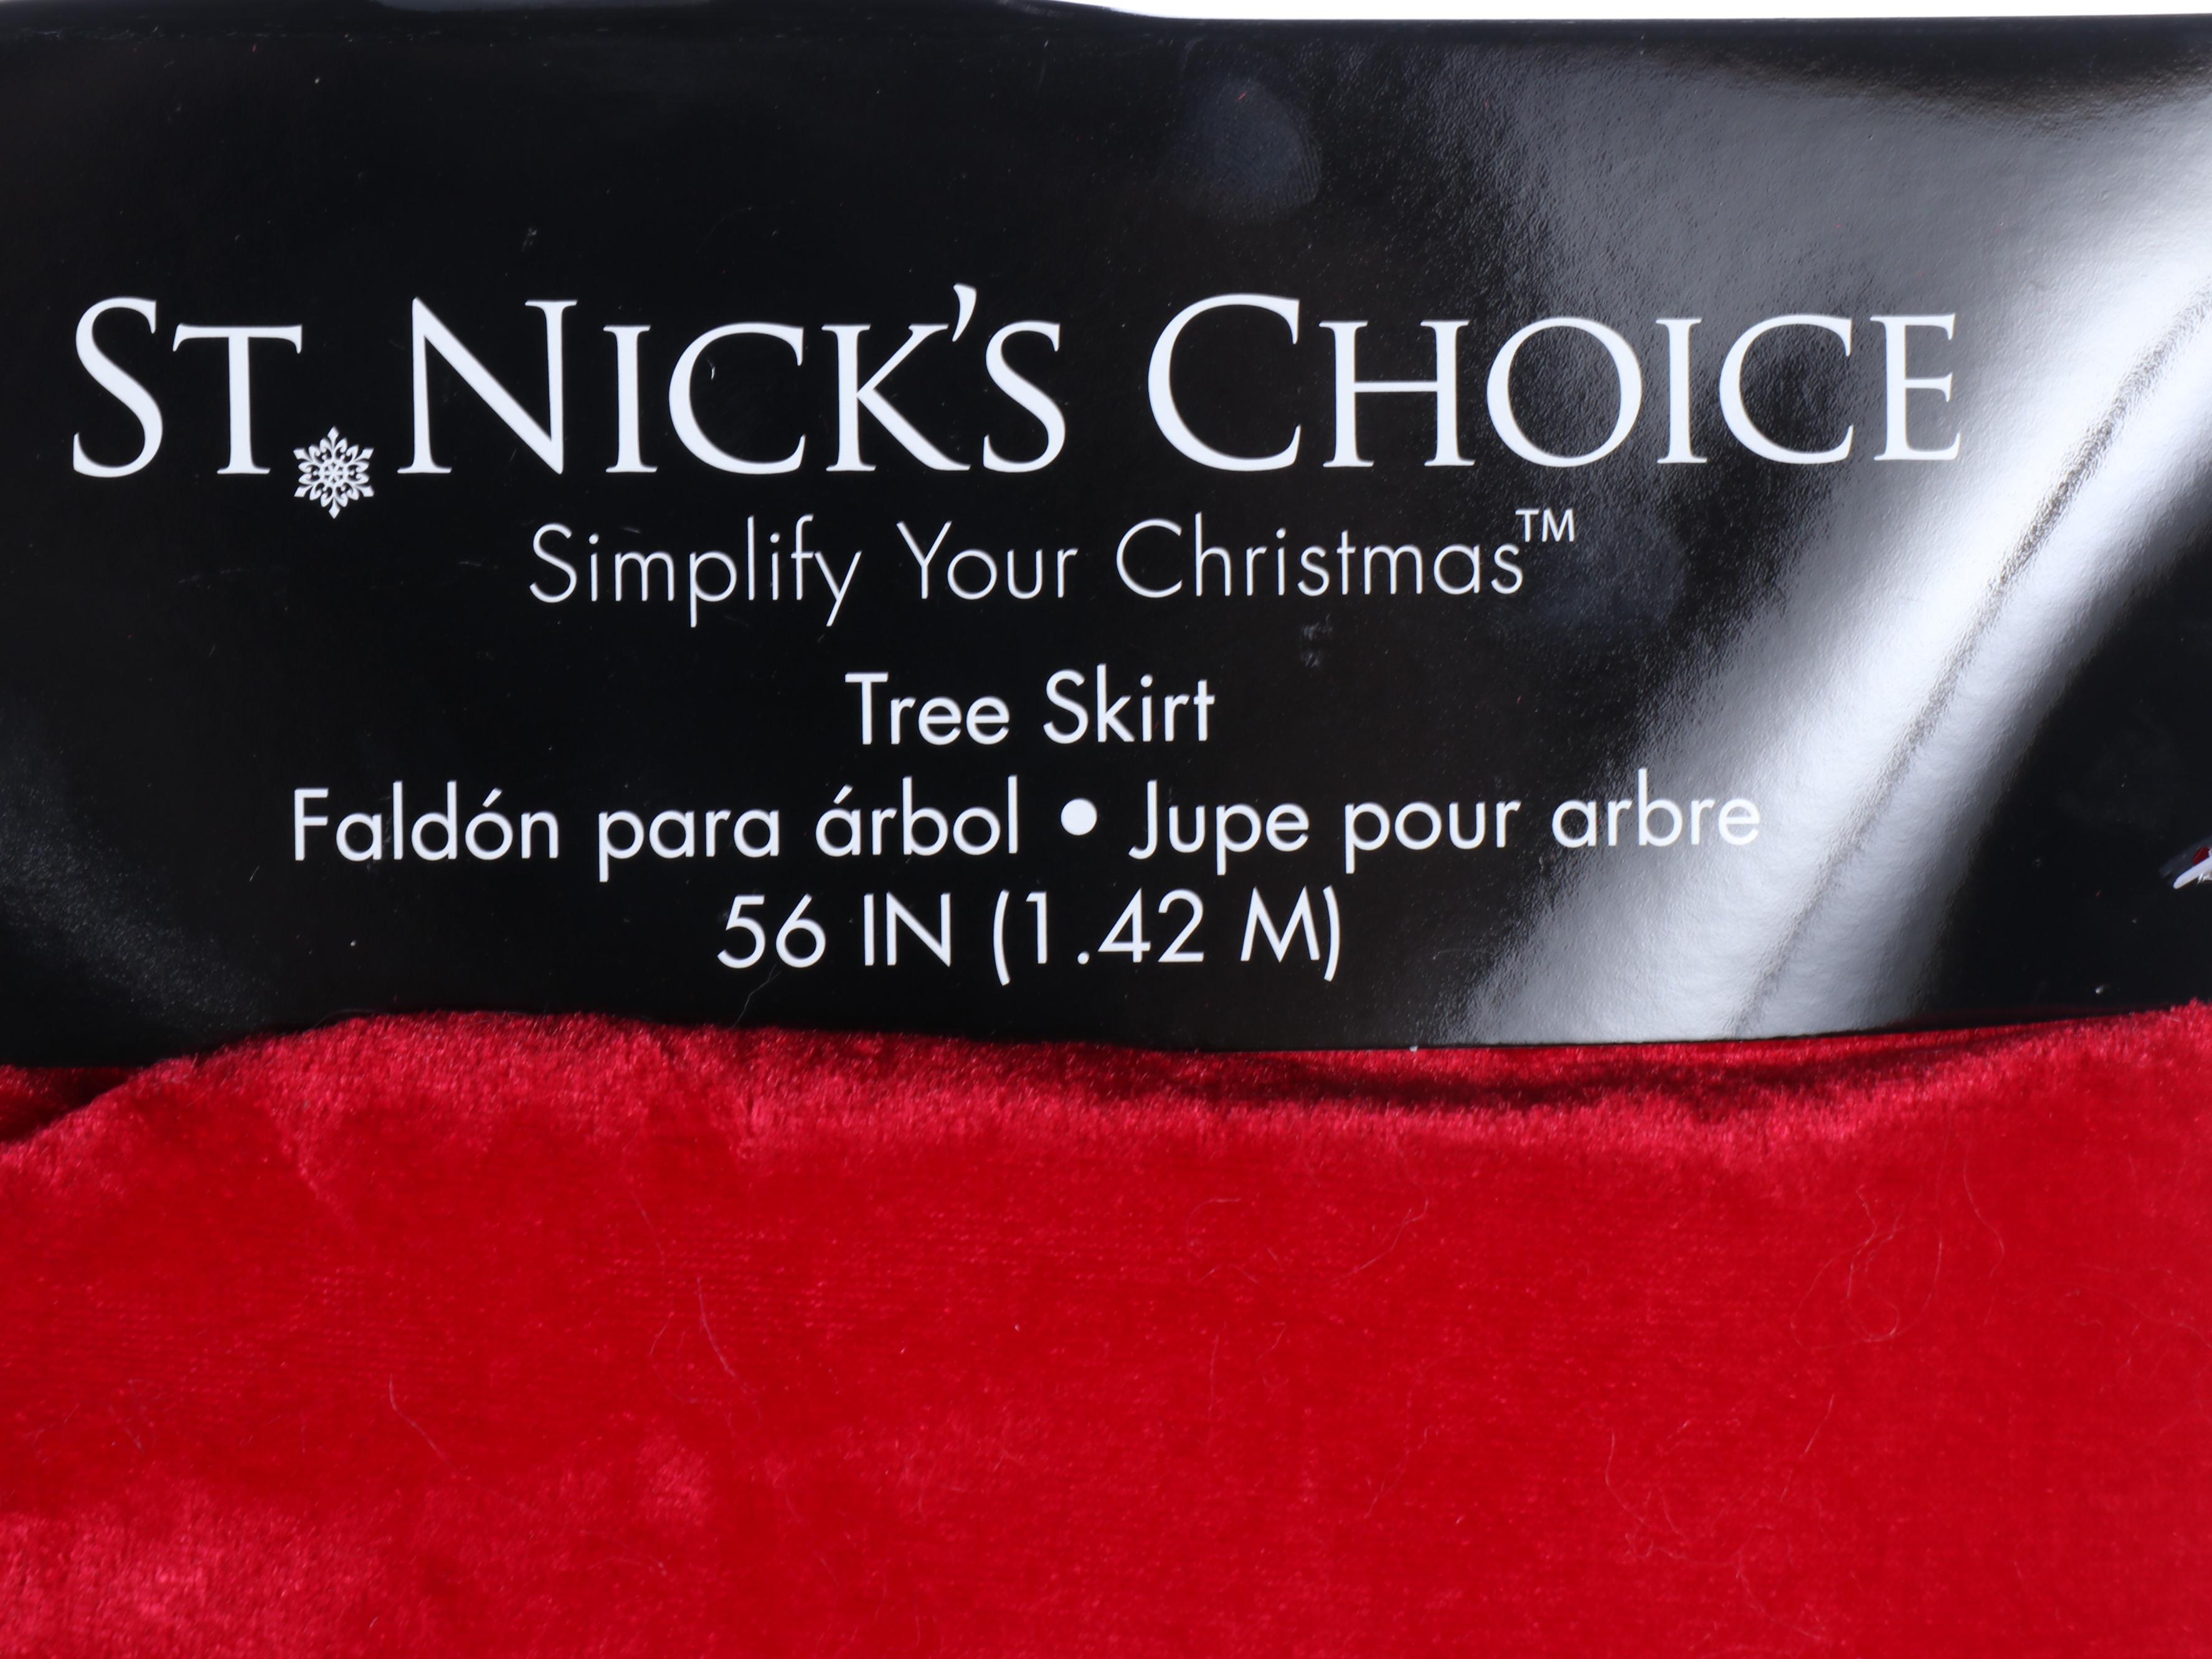 ST. NICK'S CHOICE
Simplify Your Christmas™
Tree Skirt
Faldón para árbol • Jupe pour arbre
56 IN (1.42 M)